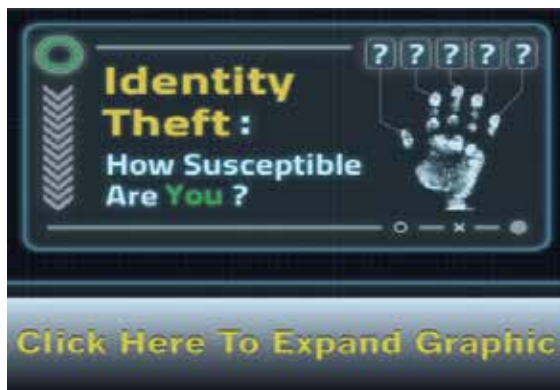 ? ? ? ? ?
Identity
Theft:
How Susceptible
Are You ?
Click Here To Expand Graphic